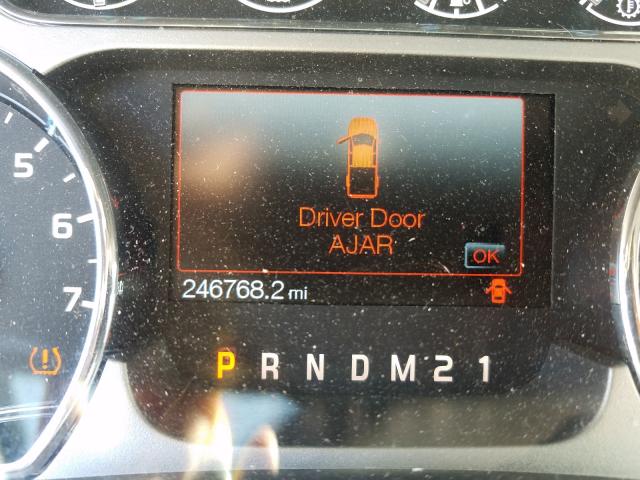 5
6
7
Driver Door
AJAR
OK
246768.2 mi
P R N D M 2 1